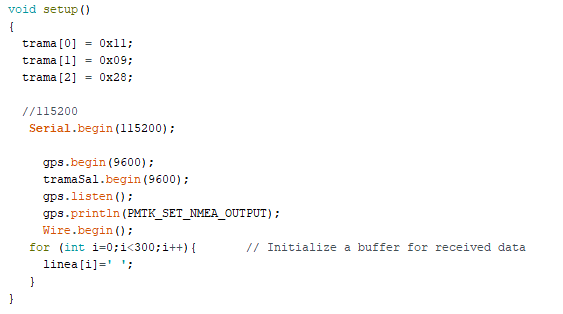 void setup()
{
  trama[0] = 0x11;
  trama[1] = 0x09;
  trama[2] = 0x28;

  //115200
   Serial.begin(115200);

     gps.begin(9600);
     tramaSal.begin(9600);
     gps.listen();
     gps.println(PMTK_SET_NMEA_OUTPUT);
     Wire.begin();
   for (int i=0;i<300;i++){       // Initialize a buffer for received data
     linea[i]=' ';
   }
}